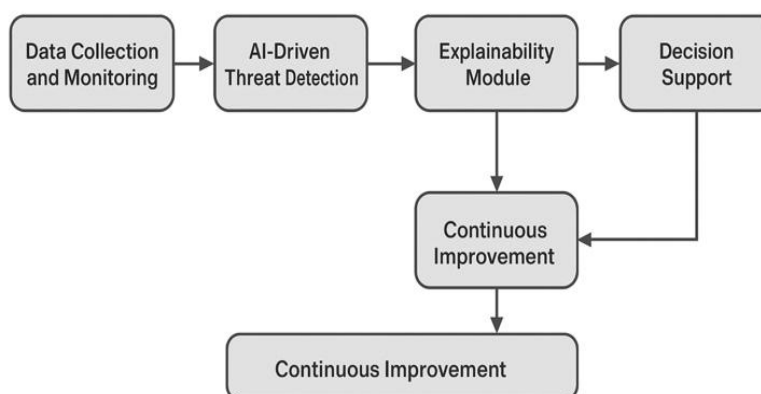 Data Collection
and Monitoring
AI-Driven
Threat Detection
Explainability
Module
Decision
Support
Continuous
Improvement
Continuous Improvement